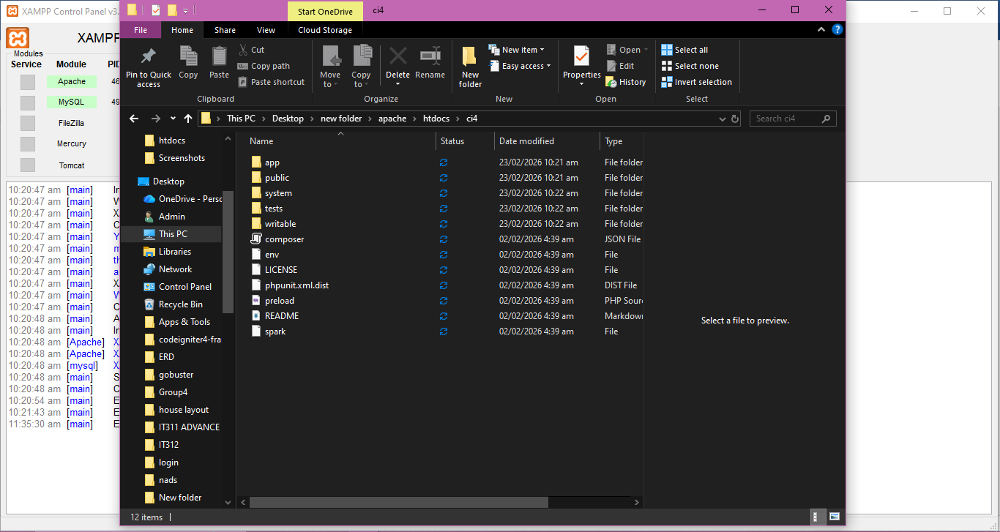 XAMPP Control Panel v3.
Start OneDrive
ci4
File
Home
Share
View
Cloud Storage
XAMPP
Modules
Service
Module
PID
Apache
46
MySQL
49
FileZilla
Mercury
Tomcat
10:20:47 am [main] In
10:20:47 am [main] W
10:20:47 am [main] X
10:20:47 am [main] C
10:20:47 am [main] Y
10:20:47 am [main] m
10:20:47 am [main] th
10:20:47 am [main] a
10:20:47 am [main] X
10:20:47 am [main] W
10:20:47 am [main] C
10:20:48 am [main] A
10:20:48 am [main] In
10:20:48 am [Apache] X
10:20:48 am [Apache] X
10:20:48 am [mysql] X
10:20:48 am [main] S
10:20:48 am [main] C
10:20:54 am [main] E
10:21:43 am [main] E
11:35:30 am [main] E
Pin to Quick
access
Copy
Paste
Cut
Copy path
Paste shortcut
Clipboard
Move
to
Copy
to
Delete
Rename
Organize
New
folder
New item
Easy access
New
Properties
Open
Edit
History
Open
Select all
Select none
Invert selection
Select
This PC
Desktop
new folder
apache
htdocs
ci4
Search ci4
htdocs
Screenshots
Desktop
OneDrive - Perso
Admin
This PC
Libraries
Network
Control Panel
Recycle Bin
Apps & Tools
codeigniter4-fra
ERD
gobuster
Group4
house layout
IT311 ADVANCE
IT312
login
nads
New folder
Name Status Date modified Type
app 23/02/2026 10:21 am File folder
public 23/02/2026 10:21 am File folder
system 23/02/2026 10:22 am File folder
tests 23/02/2026 10:22 am File folder
writable 23/02/2026 10:22 am File folder
composer 02/02/2026 4:39 am JSON File
env 02/02/2026 4:39 am File
LICENSE 02/02/2026 4:39 am File
phpunit.xml.dist 02/02/2026 4:39 am DIST File
preload 02/02/2026 4:39 am PHP Sourc
README 02/02/2026 4:39 am Markdown
spark 02/02/2026 4:39 am File
Select a file to preview.
12 items